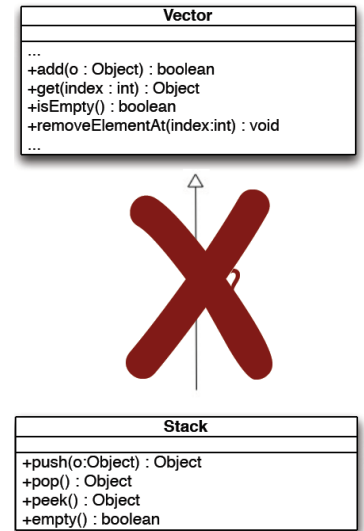 Vector
...
+add(o : Object) : boolean
+get(index : int) : Object
+isEmpty() : boolean
+removeElementAt(index:int) : void
...
Stack
+push(o:Object) : Object
+pop() : Object
+peek() : Object
+empty() : boolean